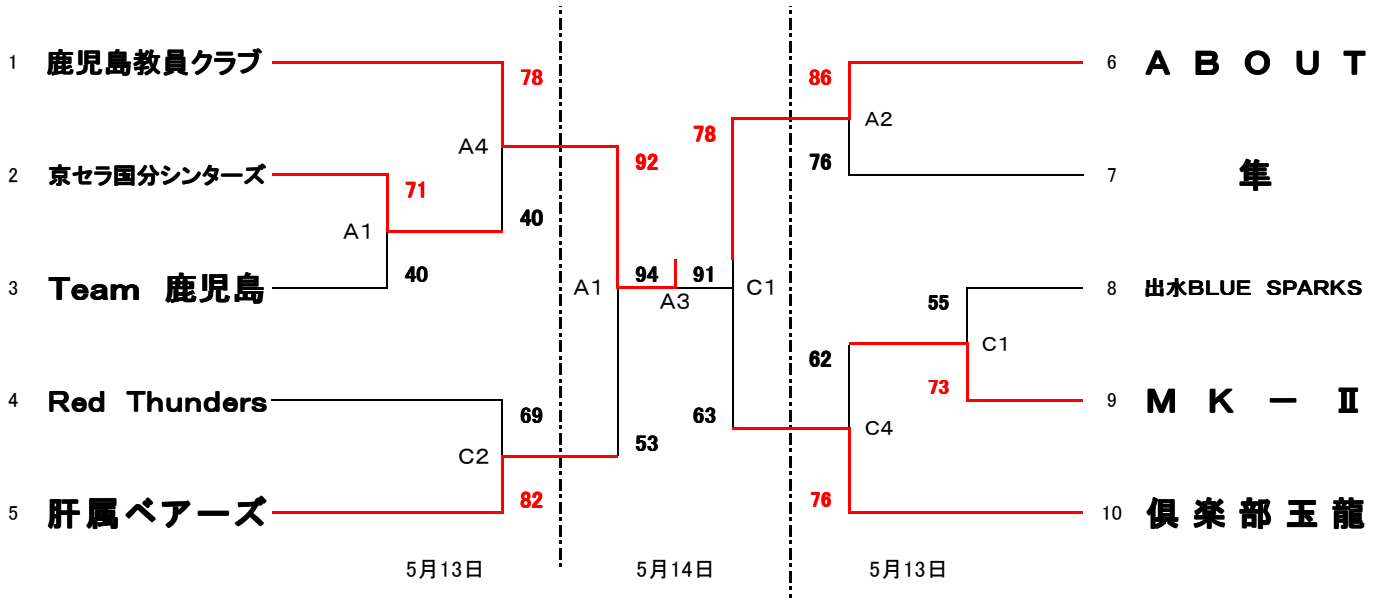 1 鹿児島教員クラブ
78
A4
2 京セラ国分シンターズ
71
40
A1
40
3 Team 鹿児島
4 Red Thunders
69
C2
82
5 肝属ベアーズ
5月13日
92
A1
94
91
A3
53
78
C1
63
5月14日
86
6 ABOUT
A2
76
7 隼
8 出水BLUE SPARKS
55
C1
62
73
9 MK-Ⅱ
C4
76
10 倶楽部玉龍
5月13日